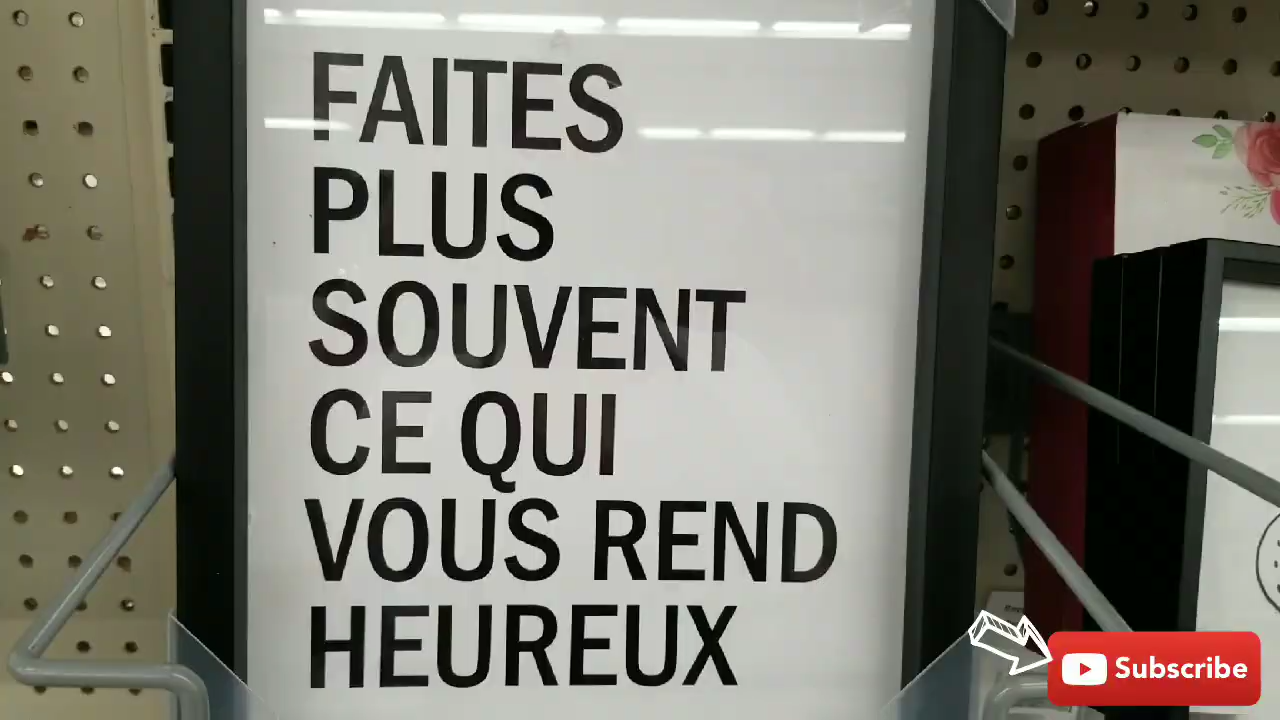 FAITES
PLUS
SOUVENT
CE QUI
VOUS REND
HEUREUX
Subscribe